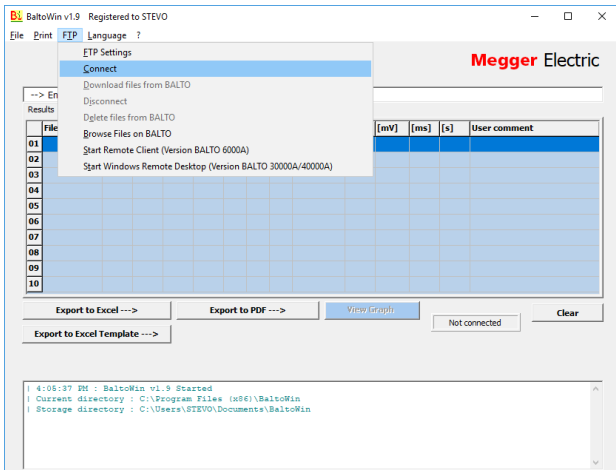 BaltoWin v1.9 Registered to STEVO
File Print FTP Language ?
FTP Settings
Connect
Download files from BALTO
Disconnect
Delete files from BALTO
Browse Files on BALTO
Start Remote Client (Version BALTO 6000A)
Start Windows Remote Desktop (Version BALTO 30000A/40000A)
Megger Electric
--> En
Results
File [mV] [ms] [s] User comment
01
02
03
04
05
06
07
08
09
10
Export to Excel ---> Export to PDF ---> View Graph Not connected Clear
Export to Excel Template --->
| 4:05:37 PM : BaltoWin v1.9 Started
| Current directory : C:\Program Files (x86)\BaltoWin
| Storage directory : C:\Users\STEVO\Documents\BaltoWin